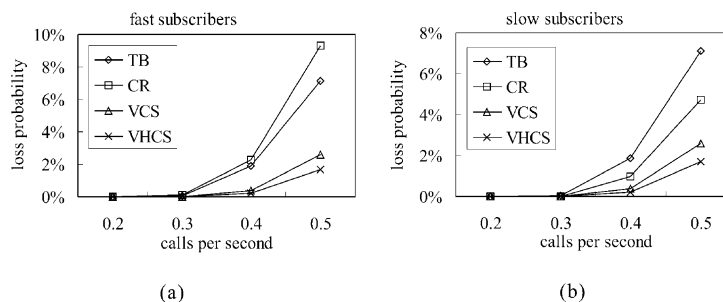 fast subscribers
10%
8%
6%
4%
2%
0%
loss probability
TB
CR
VCS
VHCS
0.2 0.3 0.4 0.5
calls per second
(a)
slow subscribers
8%
6%
4%
2%
0%
loss probability
TB
CR
VCS
VHCS
0.2 0.3 0.4 0.5
calls per second
(b)